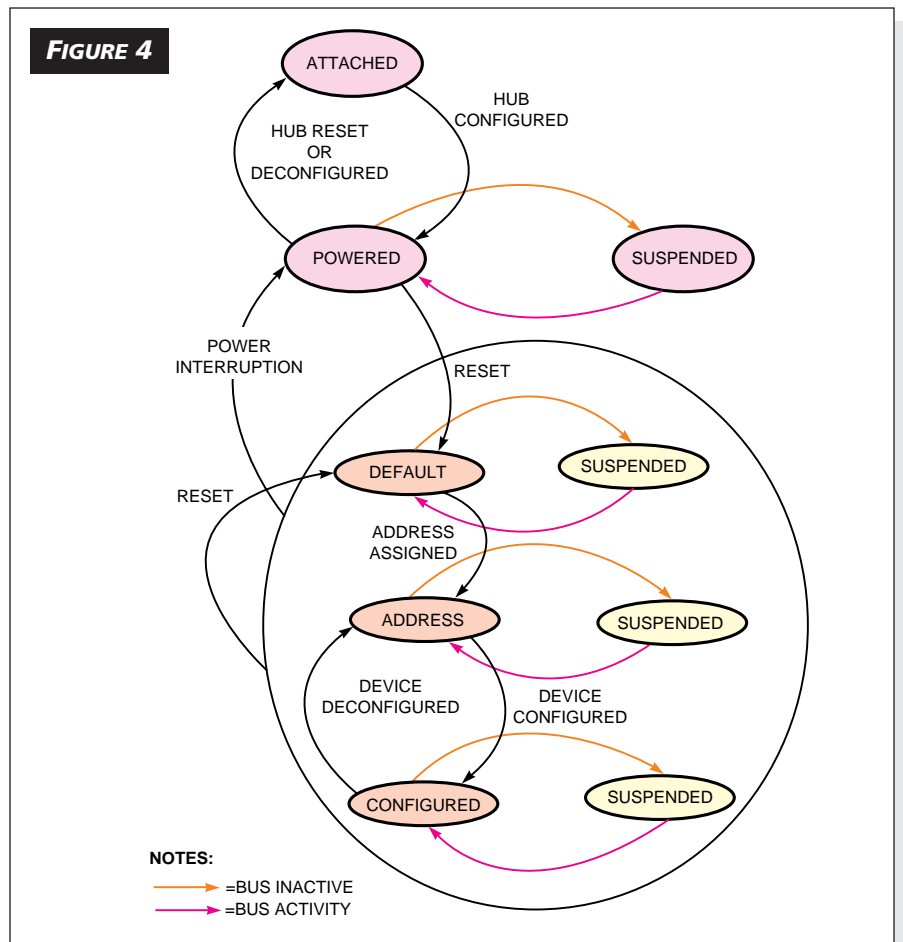 FIGURE 4
ATTACHED
HUB
CONFIGURED
HUB RESET
OR
DECONFIGURED
POWERED
SUSPENDED
POWER
INTERRUPTION
RESET
DEFAULT
SUSPENDED
RESET
ADDRESS
ASSIGNED
ADDRESS
SUSPENDED
DEVICE
DECONFIGURED
DEVICE
CONFIGURED
CONFIGURED
SUSPENDED
NOTES:
=BUS INACTIVE
=BUS ACTIVITY